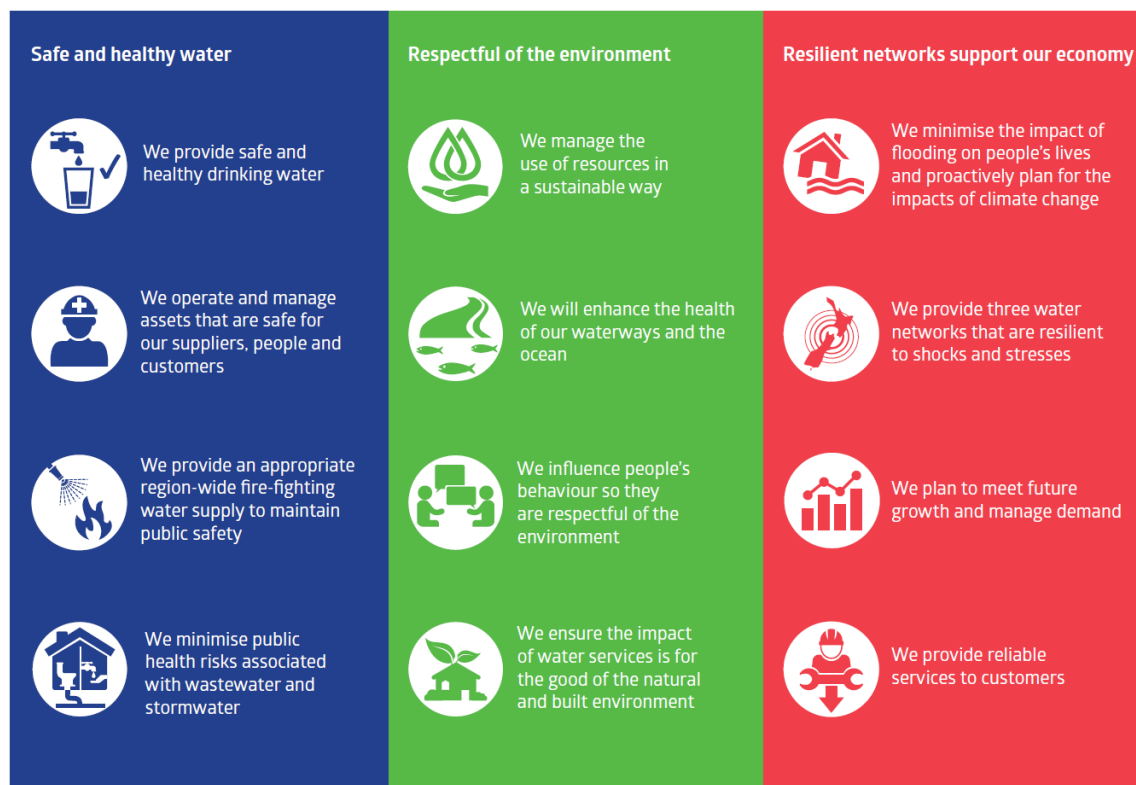 Safe and healthy water
We provide safe and
healthy drinking water
We operate and manage
assets that are safe for
our suppliers, people and
customers
We provide an appropriate
region-wide fire-fighting
water supply to maintain
public safety
We minimise public
health risks associated
with wastewater and
stormwater
Respectful of the environment
We manage the
use of resources in
a sustainable way
We will enhance the health
of our waterways and the
ocean
We influence people’s
behaviour so they
are respectful of the
environment
We ensure the impact
of water services is for
the good of the natural
and built environment
Resilient networks support our economy
We minimise the impact of
flooding on people’s lives
and proactively plan for the
impacts of climate change
We provide three water
networks that are resilient
to shocks and stresses
We plan to meet future
growth and manage demand
We provide reliable
services to customers